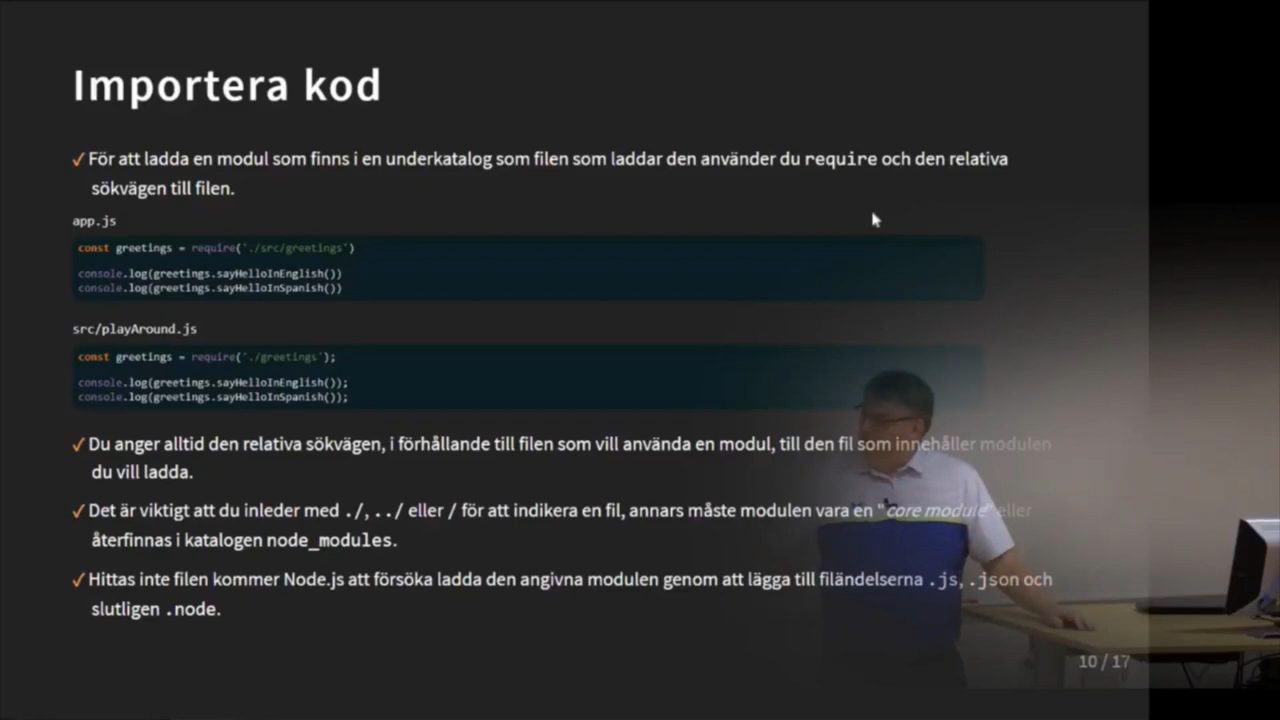 Importera kod
✓ För att ladda en modul som finns i en underkatalog som filen som laddar den använder du require och den relativa
sökvägen till filen.
app.js
const greetings = require('./src/greetings')
console.log(greetings.sayHelloInEnglish())
console.log(greetings.sayHelloInSpanish())
src/playAround.js
const greetings = require('./greetings');
console.log(greetings.sayHelloInEnglish());
console.log(greetings.sayHelloInSpanish());
✓ Du anger alltid den relativa sökvägen, i förhållande till filen som vill använda en modul, till den fil som innehåller modulen
du vill ladda.
✓ Det är viktigt att du inleder med ./, ../ eller / för att indikera en fil, annars måste modulen vara en "core module" eller
återfinnas i katalogen node_modules.
✓ Hittas inte filen kommer Node.js att försöka ladda den angivna modulen genom att lägga till filändelserna .js, .json och
slutligen .node.
10 / 17